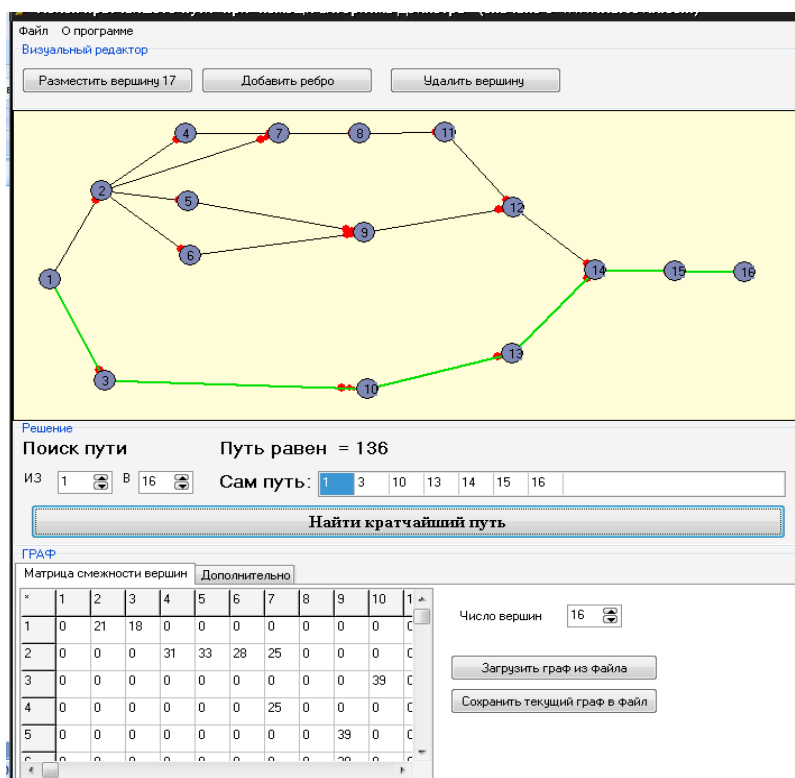 Файл О программе
Визуальный редактор
Разместить вершину 17 Добавить ребро Удалить вершину
4 7 8 11
2 5 12
6 9
1 14 15 16
3 10 13
Решение
Поиск пути Путь равен = 136
ИЗ 1 В 16 Сам путь: 1 3 10 13 14 15 16
Найти кратчайший путь
ГРАФ
Матрица смежности вершин Дополнительно
* 1 2 3 4 5 6 7 8 9 10
1 0 21 18 0 0 0 0 0 0 0
2 0 0 0 31 33 28 25 0 0 0
3 0 0 0 0 0 0 0 0 0 39
4 0 0 0 0 0 0 25 0 0 0
5 0 0 0 0 0 0 0 0 39 0
Число вершин 16
Загрузить граф из файла
Сохранить текущий граф в файл